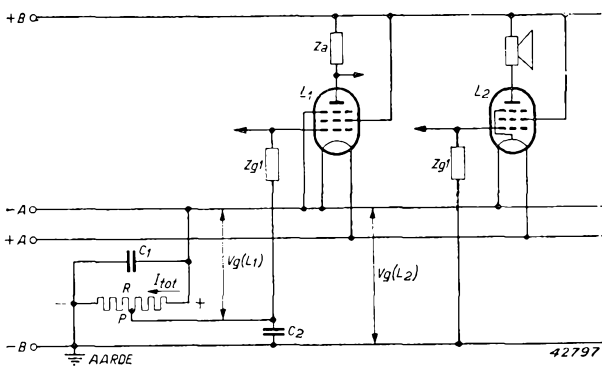 +B
Za
L1
L2
Zg1
Zg1
-A
+A
C1
Vg(L1)
Vg(L2)
R
Itot
-
+
P
C2
-B
AARDE
42797